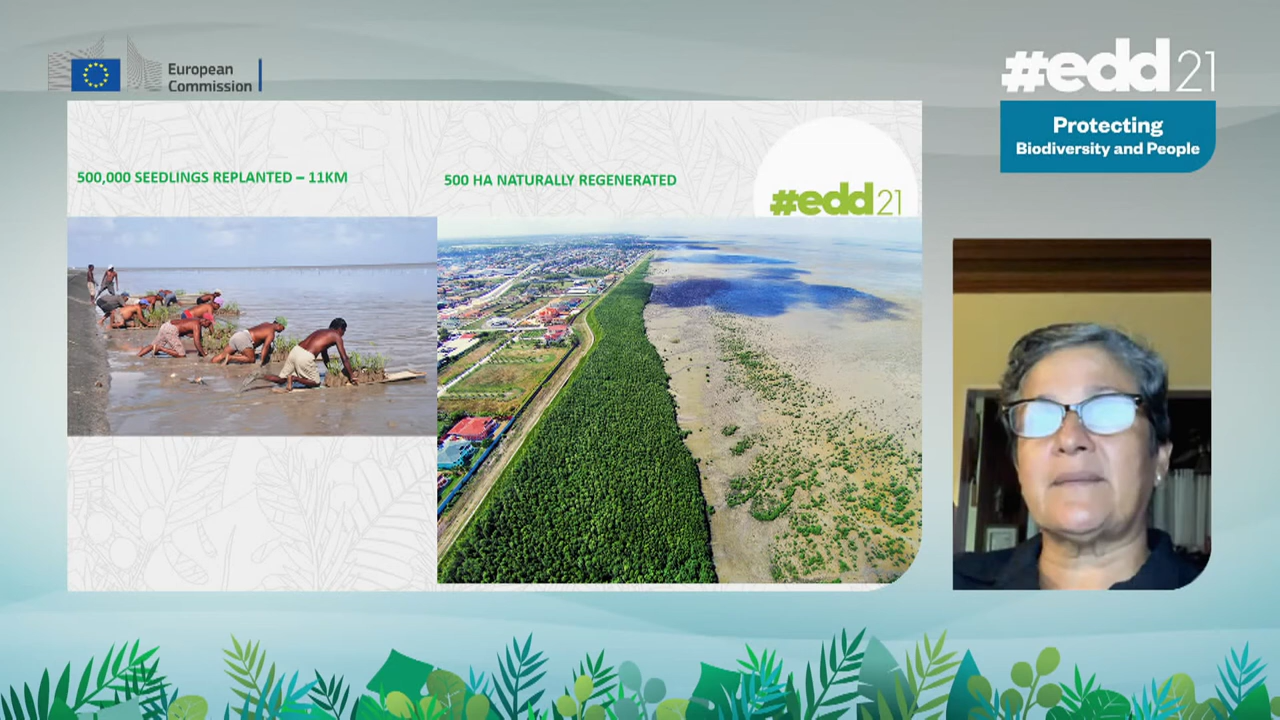 European
Commission
#edd21
Protecting
Biodiversity and People
500,000 SEEDLINGS REPLANTED – 11KM
500 HA NATURALLY REGENERATED
#edd21